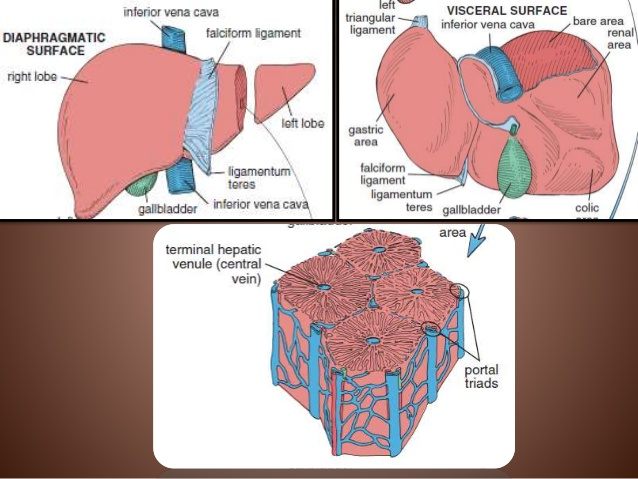 DIAPHRAGMATIC
SURFACE
inferior vena cava
falciform ligament
right lobe
left lobe
ligamentum
teres
gallbladder
inferior vena cava
left
triangular
ligament
VISCERAL SURFACE
inferior vena cava
bare area
renal
area
gastric
area
falciform
ligament
ligamentum
teres
gallbladder
colic
area
terminal hepatic
venule (central
vein)
portal
triads